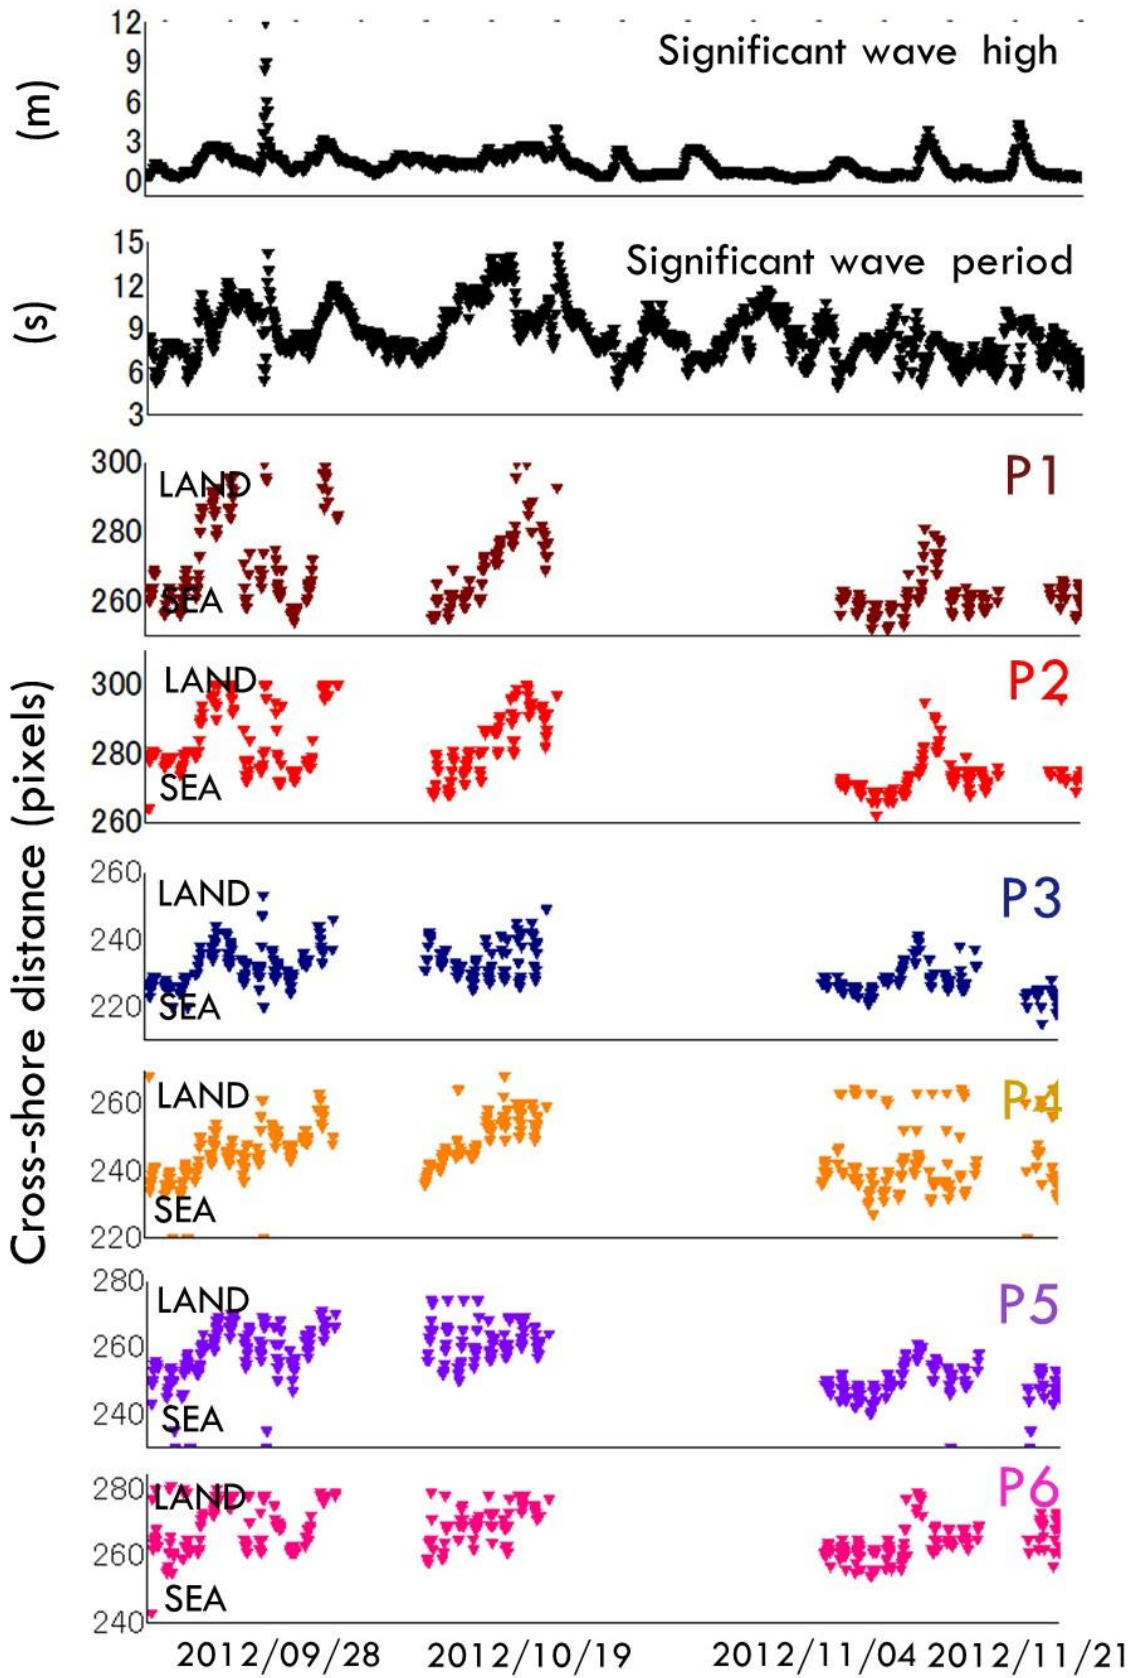 12
9
6
3
0
(m)
Significant wave high
15
12
9
6
3
(s)
Significant wave period
Cross-shore distance (pixels)
300
280
260
LAND
SEA
P1
300
280
260
LAND
SEA
P2
260
240
220
LAND
SEA
P3
260
240
220
LAND
SEA
P4
280
260
240
LAND
SEA
P5
280
260
240
LAND
SEA
P6
2012/09/28 2012/10/19 2012/11/04 2012/11/21